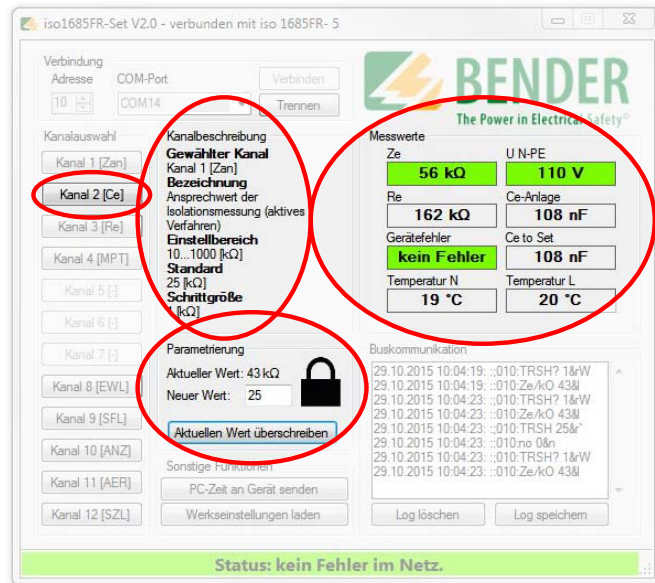 iso1685FR-Set V2.0 - verbunden mit iso 1685FR- 5
Verbindung
Adresse COM-Port
10 COM14
Verbinden
Trennen
BENDER
The Power in Electrical Safety®
Kanalauswahl
Kanal 1 [Zan]
Kanal 2 [Ce]
Kanal 3 [Re]
Kanal 4 [MPT]
Kanal 5 [-]
Kanal 6 [-]
Kanal 7 [-]
Kanal 8 [EWL]
Kanal 9 [SFL]
Kanal 10 [ANZ]
Kanal 11 [AER]
Kanal 12 [SZL]
Kanalbeschreibung
Gewählter Kanal
Kanal 1 [Zan]
Bezeichnung
Ansprechwert der
Isolationsmessung (aktives
Verfahren)
Einstellbereich
10...1000 [kΩ]
Standard
25 [kΩ]
Schrittgröße
[kΩ]
Parametrierung
Aktueller Wert: 43 kΩ
Neuer Wert: 25
Aktuellen Wert überschreiben
Sonstige Funktionen
PC-Zeit an Gerät senden
Werkseinstellungen laden
Messwerte
Ze U N-PE
56 kΩ 110 V
Re Ce-Anlage
162 kΩ 108 nF
Gerätefehler Ce to Set
kein Fehler 108 nF
Temperatur N Temperatur L
19 °C 20 °C
Buskommunikation
29.10.2015 10:04:19: :;010:TRSH? 1&rW
29.10.2015 10:04:19: ::010:Ze/kO 43&l
29.10.2015 10:04:23: :;010:TRSH? 1&rW
29.10.2015 10:04:23: ::010:Ze/kO 43&l
29.10.2015 10:04:23: :;010:TRSH 25&r`
29.10.2015 10:04:23: ::010:no 0&n
29.10.2015 10:04:23: :;010:TRSH? 1&rW
29.10.2015 10:04:23: ::010:Ze/kO 43&l
Log löschen Log speichern
Status: kein Fehler im Netz.